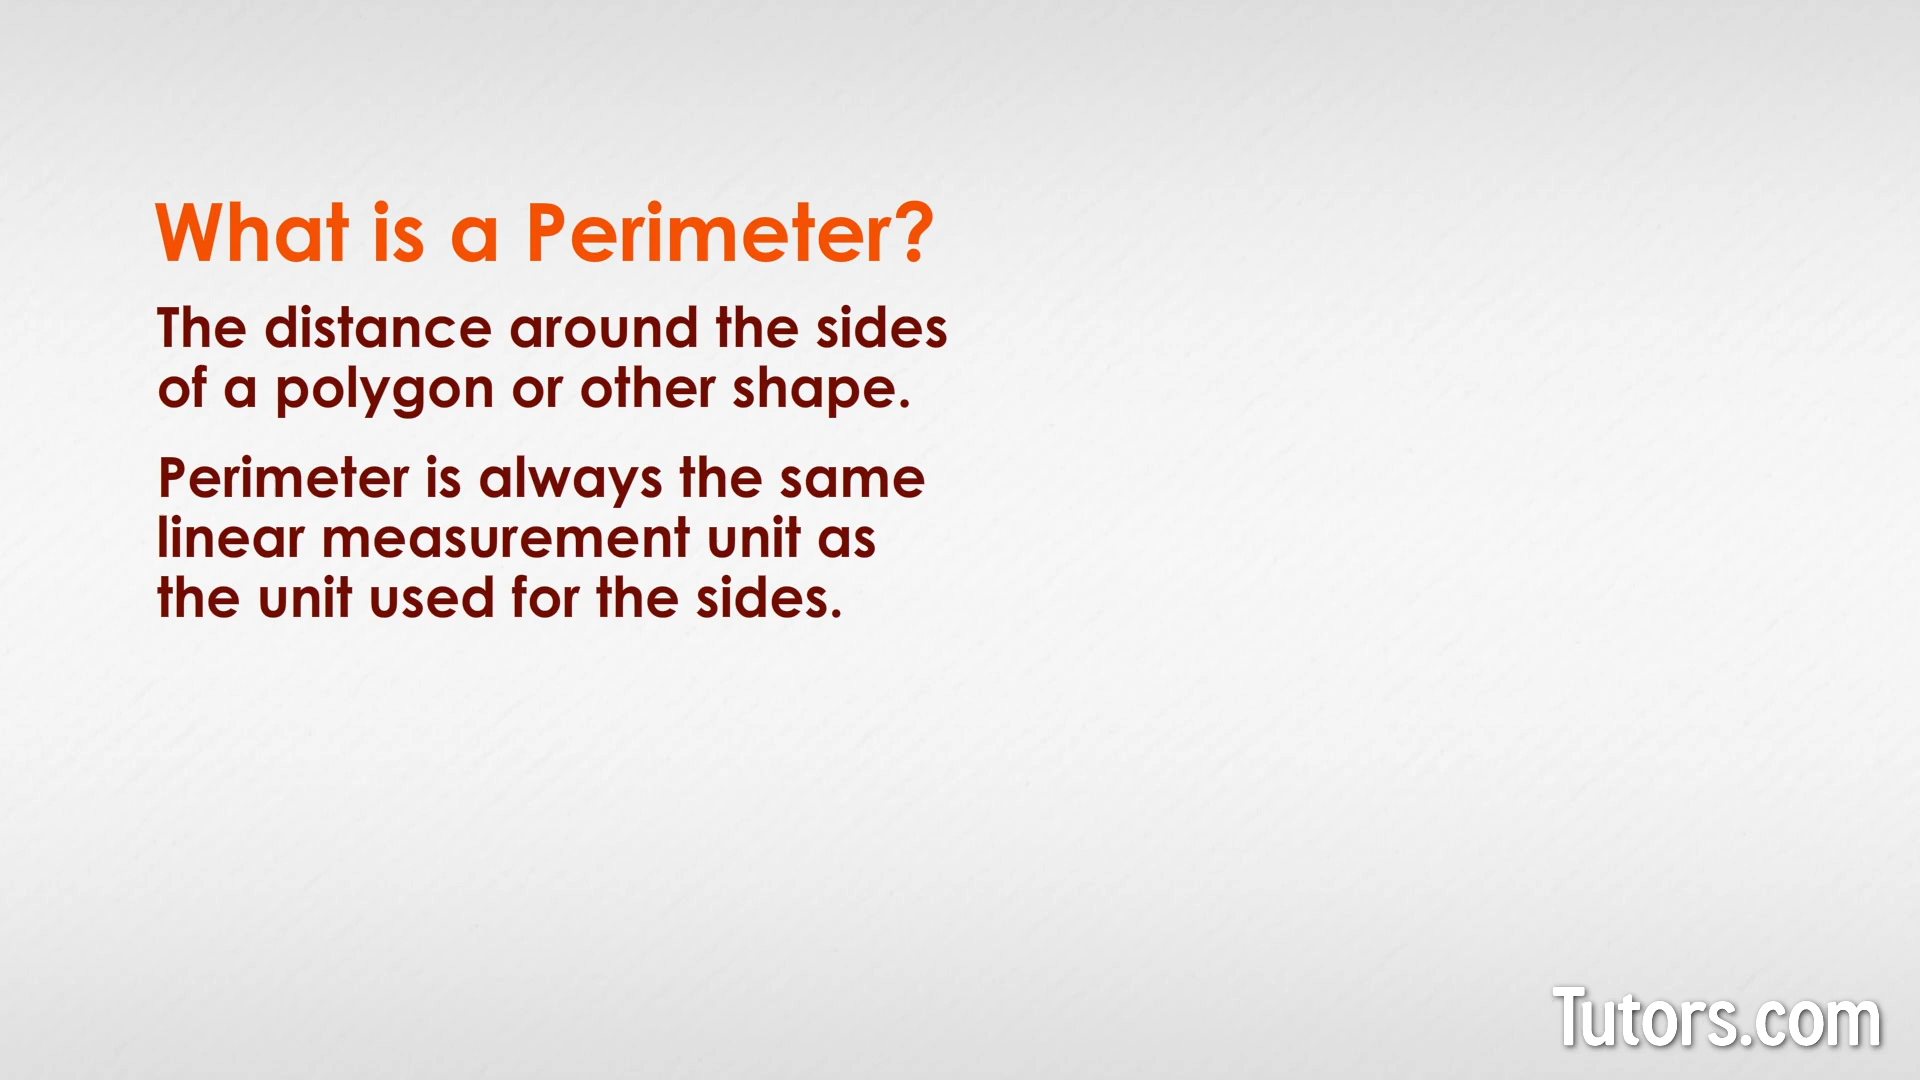 What is a Perimeter?
The distance around the sides
of a polygon or other shape.
Perimeter is always the same
linear measurement unit as
the unit used for the sides.
Tutors.com